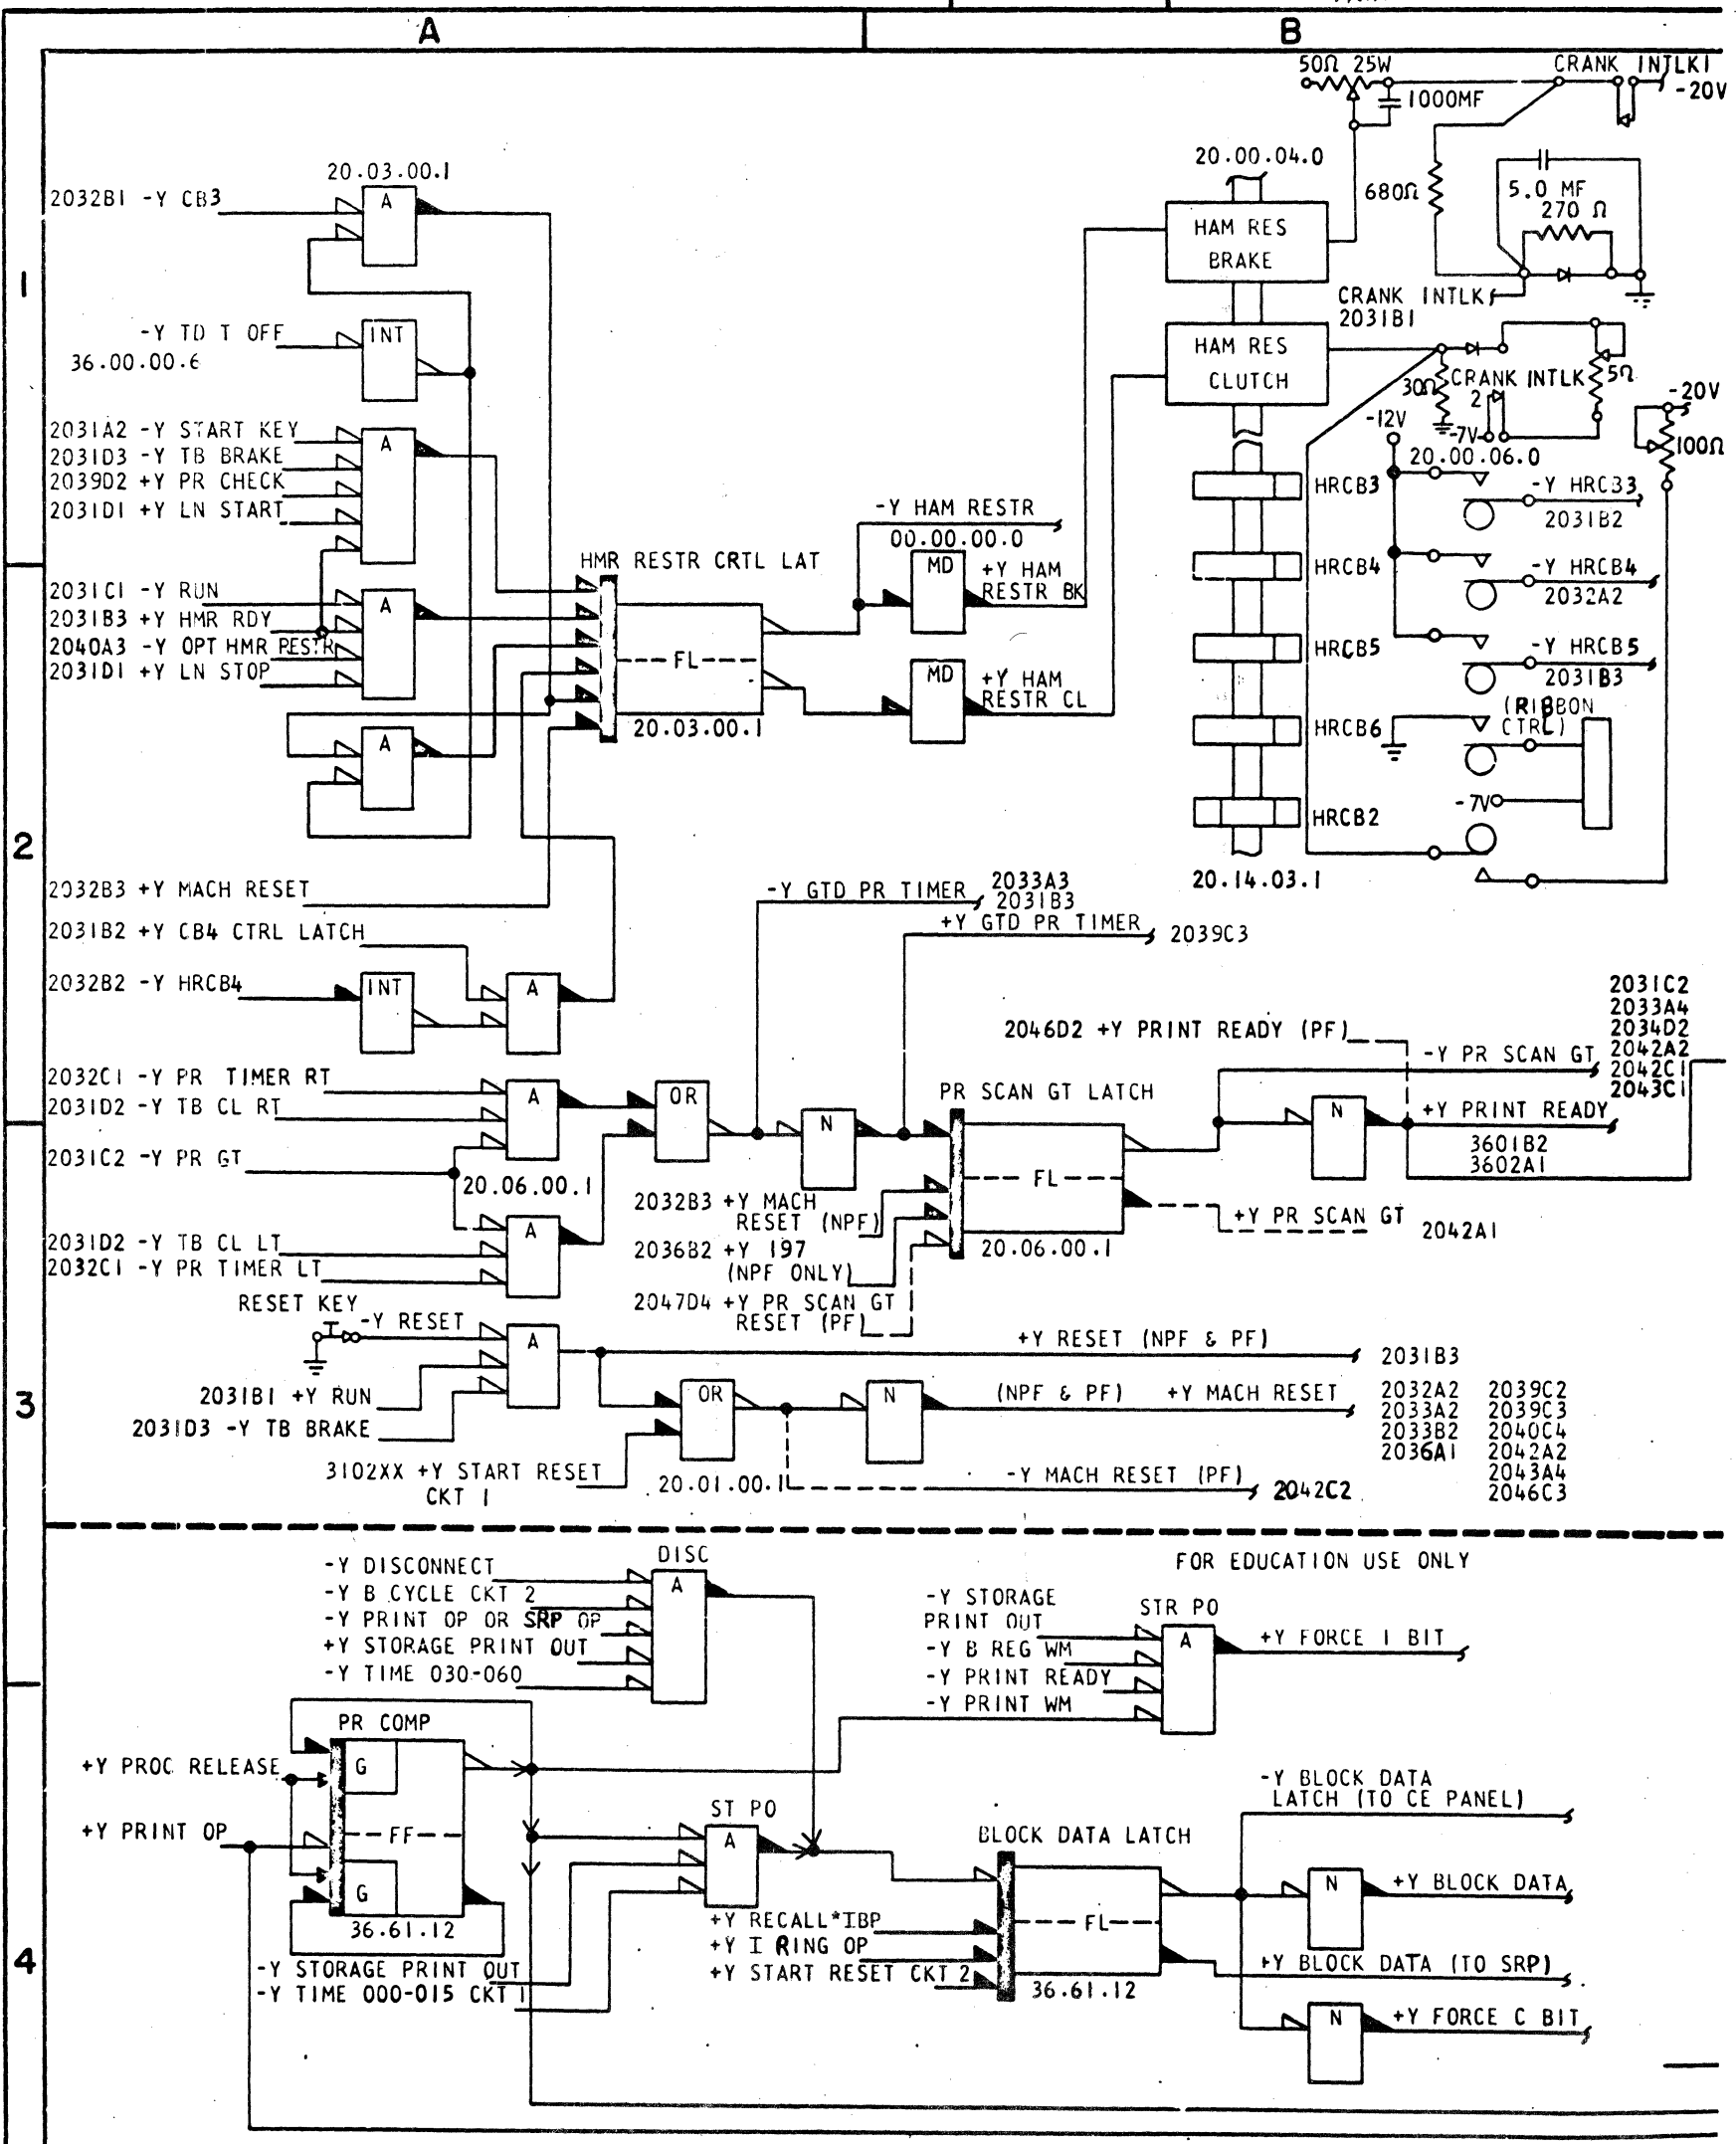 A
B
1
2
3
4
50Ω 25W
CRANK INTLK1
-20V
1000MF
20.00.04.0
680Ω
5.0 MF
270 Ω
20.03.00.1
2032B1 -Y CB3
A
HAM RES
BRAKE
CRANK INTLK
2031B1
-Y TD T OFF
36.00.00.6
INT
HAM RES
CLUTCH
30Ω
CRANK INTLK
2
5Ω
-20V
-12V
-7V
100Ω
20.00.06.0
2031A2 -Y START KEY
2031D3 -Y TB BRAKE
2039D2 +Y PR CHECK
2031D1 +Y LN START
A
HRCB3
-Y HRCB3
2031B2
-Y HAM RESTR
00.00.00.0
HMR RESTR CRTL LAT
MD
+Y HAM
RESTR BK
HRCB4
-Y HRCB4
2032A2
2031C1 -Y RUN
2031B3 +Y HMR RDY
2040A3 -Y OPT HMR RESTR
2031D1 +Y LN STOP
A
FL
20.03.00.1
MD
+Y HAM
RESTR CL
HRCB5
-Y HRCB5
2031B3
A
HRCB6
(RIBBON
CTRL)
-7V
HRCB2
20.14.03.1
2032B3 +Y MACH RESET
2031B2 +Y CB4 CTRL LATCH
2032B2 -Y HRCB4
INT
A
-Y GTD PR TIMER
2033A3
2031B3
+Y GTD PR TIMER
2039C3
2046D2 +Y PRINT READY (PF)
2031C2
2033A4
2034D2
2042A2
2042C1
2043C1
-Y PR SCAN GT
2032C1 -Y PR TIMER RT
2031D2 -Y TB CL RT
A
OR
N
PR SCAN GT LATCH
N
+Y PRINT READY
3601B2
3602A1
2031C2 -Y PR GT
20.06.00.1
FL
2032B3 +Y MACH
RESET (NPF)
2036B2 +Y 197
(NPF ONLY)
2047D4 +Y PR SCAN GT
RESET (PF)
20.06.00.1
+Y PR SCAN GT
2042A1
2031D2 -Y TB CL LT
2032C1 -Y PR TIMER LT
A
RESET KEY
-Y RESET
A
2031B1 +Y RUN
2031D3 -Y TB BRAKE
+Y RESET (NPF & PF)
2031B3
OR
N
(NPF & PF) +Y MACH RESET
2032A2 2039C2
2033A2 2039C3
2033B2 2040C4
2036A1 2042A2
2043A4
2046C3
3102XX +Y START RESET
CKT 1
20.01.00.1
-Y MACH RESET (PF)
2042C2
FOR EDUCATION USE ONLY
DISC
-Y DISCONNECT
-Y B CYCLE CKT 2
-Y PRINT OP OR SRP OP
+Y STORAGE PRINT OUT
-Y TIME 030-060
A
-Y STORAGE
PRINT OUT
-Y B REG WM
-Y PRINT READY
-Y PRINT WM
STR PO
A
+Y FORCE 1 BIT
PR COMP
G
FF
G
36.61.12
+Y PROC RELEASE
+Y PRINT OP
-Y STORAGE PRINT OUT
-Y TIME 000-015 CKT 1
ST PO
A
BLOCK DATA LATCH
-Y BLOCK DATA
LATCH (TO CE PANEL)
+Y RECALL*IBP
+Y I RING OP
+Y START RESET CKT 2
FL
36.61.12
N
+Y BLOCK DATA
+Y BLOCK DATA (TO SRP)
N
+Y FORCE C BIT